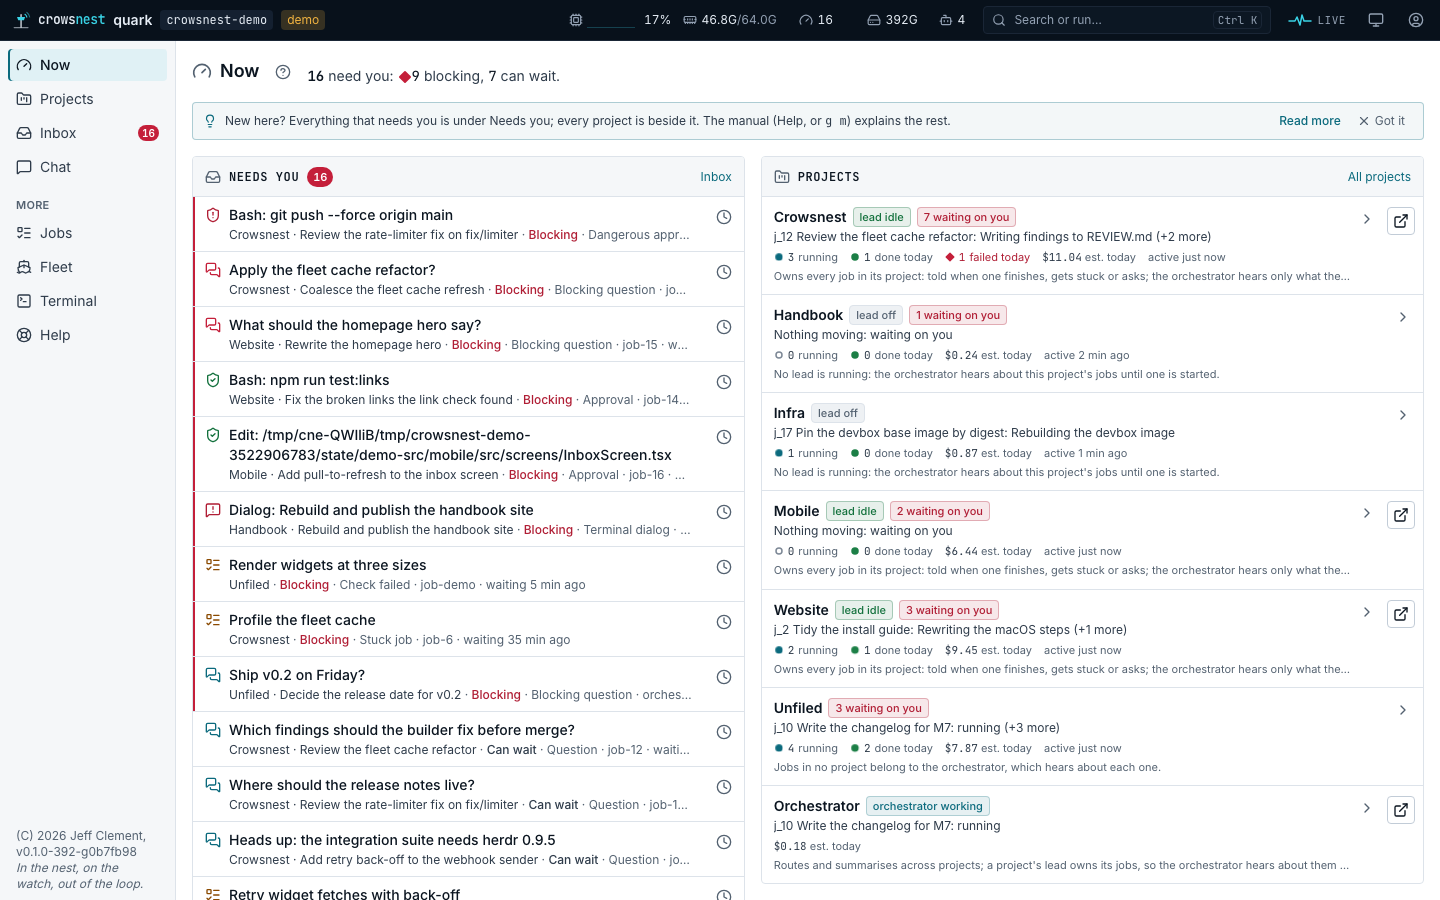 crowsnest quark crowsnest-demo demo 17% 46.8G/64.0G 16 392G 4 Search or run... Ctrl K LIVE
Now
Projects
Inbox 16
Chat
MORE
Jobs
Fleet
Terminal
Help
(C) 2026 Jeff Clement,
v0.1.0-392-g0b7fb98
In the nest, on the
watch, out of the loop.
Now 16 need you: 9 blocking, 7 can wait.
New here? Everything that needs you is under Needs you; every project is beside it. The manual (Help, or g m) explains the rest. Read more Got it
NEEDS YOU 16 Inbox
Bash: git push --force origin main
Crowsnest · Review the rate-limiter fix on fix/limiter · Blocking · Dangerous appr...
Apply the fleet cache refactor?
Crowsnest · Coalesce the fleet cache refresh · Blocking · Blocking question · jo...
What should the homepage hero say?
Website · Rewrite the homepage hero · Blocking · Blocking question · job-15 · w...
Bash: npm run test:links
Website · Fix the broken links the link check found · Blocking · Approval · job-14...
Edit: /tmp/cne-QWlIiB/tmp/crowsnest-demo-
3522906783/state/demo-src/mobile/src/screens/InboxScreen.tsx
Mobile · Add pull-to-refresh to the inbox screen · Blocking · Approval · job-16 · ...
Dialog: Rebuild and publish the handbook site
Handbook · Rebuild and publish the handbook site · Blocking · Terminal dialog · ...
Render widgets at three sizes
Unfiled · Blocking · Check failed · job-demo · waiting 5 min ago
Profile the fleet cache
Crowsnest · Blocking · Stuck job · job-6 · waiting 35 min ago
Ship v0.2 on Friday?
Unfiled · Decide the release date for v0.2 · Blocking · Blocking question · orches...
Which findings should the builder fix before merge?
Crowsnest · Review the fleet cache refactor · Can wait · Question · job-12 · waiti...
Where should the release notes live?
Crowsnest · Review the rate-limiter fix on fix/limiter · Can wait · Question · job-1...
Heads up: the integration suite needs herdr 0.9.5
Crowsnest · Add retry back-off to the webhook sender · Can wait · Question · jo...
Retry widget fetches with back-off
PROJECTS All projects
Crowsnest lead idle 7 waiting on you
j_12 Review the fleet cache refactor: Writing findings to REVIEW.md (+2 more)
3 running 1 done today 1 failed today $11.04 est. today active just now
Owns every job in its project: told when one finishes, gets stuck or asks; the orchestrator hears only what the...
Handbook lead off 1 waiting on you
Nothing moving: waiting on you
0 running 0 done today $0.24 est. today active 2 min ago
No lead is running: the orchestrator hears about this project's jobs until one is started.
Infra lead off
j_17 Pin the devbox base image by digest: Rebuilding the devbox image
1 running 0 done today $0.87 est. today active 1 min ago
No lead is running: the orchestrator hears about this project's jobs until one is started.
Mobile lead idle 2 waiting on you
Nothing moving: waiting on you
0 running 0 done today $6.44 est. today active just now
Owns every job in its project: told when one finishes, gets stuck or asks; the orchestrator hears only what the...
Website lead idle 3 waiting on you
j_2 Tidy the install guide: Rewriting the macOS steps (+1 more)
2 running 1 done today $9.45 est. today active just now
Owns every job in its project: told when one finishes, gets stuck or asks; the orchestrator hears only what the...
Unfiled 3 waiting on you
j_10 Write the changelog for M7: running (+3 more)
4 running 2 done today $7.87 est. today active just now
Jobs in no project belong to the orchestrator, which hears about each one.
Orchestrator orchestrator working
j_10 Write the changelog for M7: running
$0.18 est. today
Routes and summarises across projects; a project's lead owns its jobs, so the orchestrator hears about them ...